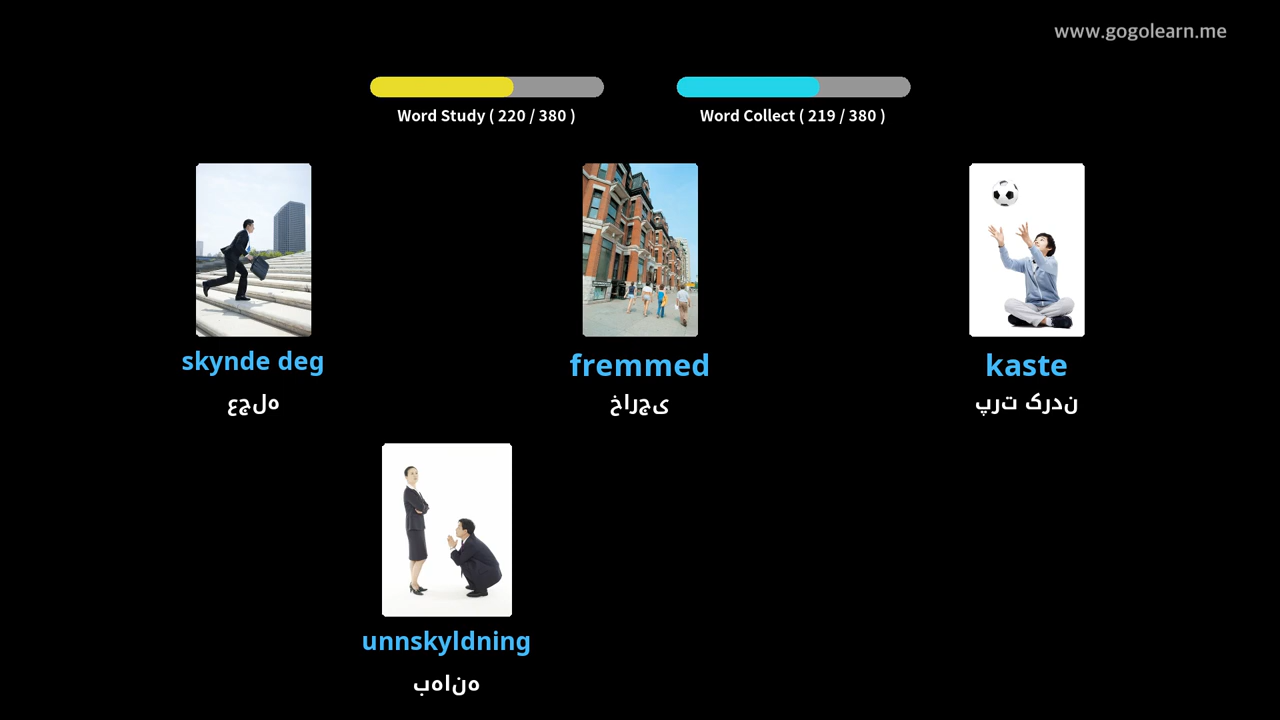 www.gogolearn.me
Word Study ( 220 / 380 )
Word Collect ( 219 / 380 )
skynde deg
عجله
fremmed
خارجی
kaste
پرت کردن
unnskyldning
بهانه